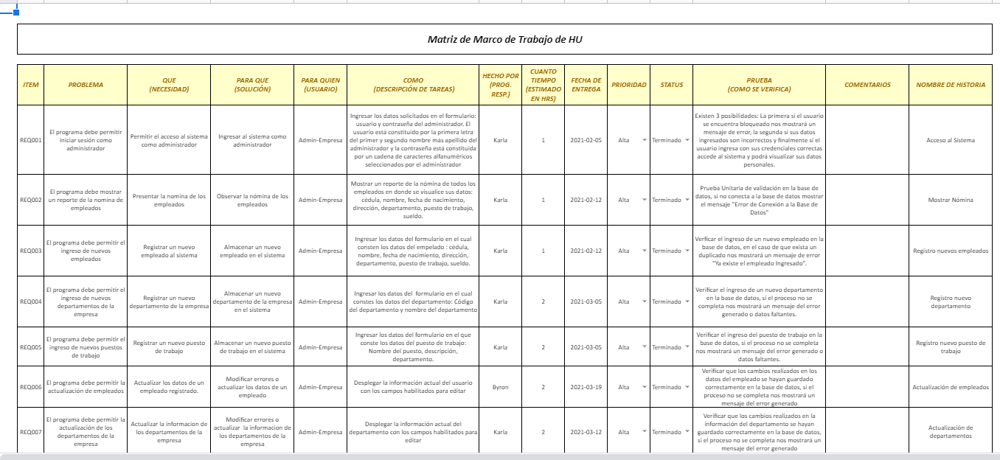 Matriz de Marco de Trabajo de HU
ITEM
PROBLEMA
QUE
(NECESIDAD)
PARA QUE
(SOLUCIÓN)
PARA QUIEN
(USUARIO)
COMO
(DESCRIPCIÓN DE TAREAS)
HECHO POR
(PROG.
RESP.)
CUANTO
TIEMPO
(ESTIMADO
EN HRS)
FECHA DE
ENTREGA
PRIORIDAD
STATUS
PRUEBA
(COMO SE VERIFICA)
COMENTARIOS
NOMBRE DE HISTORIA
REQ001
El programa debe permitir
iniciar sesión como
administrador
Permitir el acceso al sistema
como administrador
Ingresar al sistema como
administrador
Admin-Empresa
Ingresar los datos solicitados en el formulario:
usuario y contraseña del administrador. El
usuario está constituido por la primera letra
del primer y segundo nombre más apellido del
administrador y la contraseña está constituida
por un cadena de caracteres alfanuméricos
seleccionados por el administrador
Karla
1
2021-02-05
Alta
Terminado
Existen 3 posibilidades: La primera si el usuario
se encuentra bloqueado nos mostrará un
mensaje de error, la segunda si sus datos
ingresados son incorrectos y finalmente si el
usuario ingresa con sus credenciales correctas
accede al sistema y podrá visualizar sus datos
personales.
Acceso al Sistema
REQ002
El programa debe mostrar
un reporte de la nomina de
empleados
Presentar la nomina de los
empleados
Observar la nómina de los
empleados
Admin-Empresa
Mostrar un reporte de la nómina de todos los
empleados en donde se visualice sus datos:
cédula, nombre, fecha de nacimiento,
dirección, departamento, puesto de trabajo,
sueldo.
Karla
1
2021-02-12
Alta
Terminado
Prueba Unitaria de validación en la base de
datos, si no conecta a la base de datos mostrar
el mensaje "Error de Conexión a la Base de
Datos"
Mostrar Nómina
REQ003
El programa debe permitir el
ingreso de nuevos
empleados
Registrar un nuevo
empleado al sistema
Almacenar un nuevo
empleado en el sistema
Admin-Empresa
Ingresar los datos del formulario en el cual
consten los datos del empelado : cédula,
nombre, fecha de nacimiento, dirección,
departamento, puesto de trabajo, sueldo.
Karla
1
2021-02-12
Alta
Terminado
Verficar el ingreso de un nuevo empleado en la
base de datos, en el caso de que exista un
duplicado nos mostrará un mensaje de error
“Ya existe el empleado Ingresado”.
Registro nuevos empleados
REQ004
El programa debe permitir el
ingreso de nuevos
departamentos de la
empresa
Registrar un nuevo
departamento de la empresa
Almacenar un nuevo
departamento de la empresa
en el sistema
Admin-Empresa
Ingresar los datos del formulario en el cual
constes los datos del departamento: Código
del departamento y nombre del departamento
Karla
2
2021-03-05
Alta
Terminado
Verificar el ingreso de un nuevo departamento
en la base de datos, si el proceso no se
completa nos mostrará un mensaje del error
generado o datos faltantes.
Registro nuevo
departamento
REQ005
El programa debe permitir el
ingreso de nuevos puestos
de trabajo
Registrar un nuevo puesto
de trabajo
Almacenar un nuevo puesto
de trabajo en el sistema
Admin-Empresa
Ingresar los datos del formulario en el que
conste los datos del puesto de trabajo:
Nombre del puesto, descripción,
departamento.
Karla
2
2021-03-05
Alta
Terminado
Verificar el ingreso del puesto de trabajo en la
base de datos, si el proceso no se completa
nos mostrará un mensaje del error generado o
datos faltantes.
Registro nuevo puesto de
trabajo
REQ006
El programa debe permitir la
actualización de empleados
Actualizar los datos de un
empleado registrado.
Modificar errores o
actualizar los datos de un
empleado
Admin-Empresa
Desplegar la información actual del usuario
con los campos habilitados para editar
Byron
2
2021-03-19
Alta
Terminado
Verificar que los cambios realizados en los
datos del empleado se hayan guardado
correctamente en la base de datos, si el
proceso no se completa nos mostrará un
mensaje del error generado
Actualización de empleados
REQ007
El programa debe permitir la
actualización de los
departamentos de la
empresa
Actualizar la informacion de
los departamentos de la
empresa
Modificar errores o
actualizar la informacion de
los departamentos de la
empresa
Admin-Empresa
Desplegar la información actual del
departamento con los campos habilitados para
editar
Karla
2
2021-03-12
Alta
Terminado
Verificar que los cambios realizados en la
información del departamento se hayan
guardado correctamente en la base de datos,
si el proceso no se completa nos mostrará un
mensaje del error generado
Actualización de
departamentos